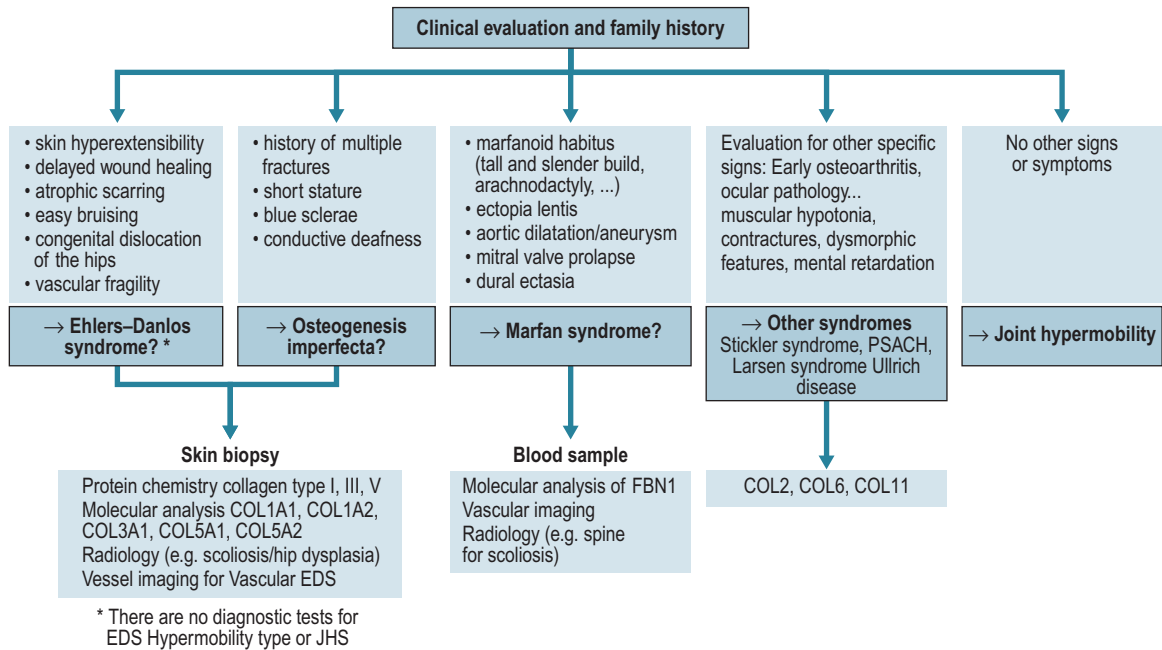 Clinical evaluation and family history
• skin hyperextensibility
• delayed wound healing
• atrophic scarring
• easy bruising
• congenital dislocation
of the hips
• vascular fragility
→ Ehlers–Danlos
syndrome? *
• history of multiple
fractures
• short stature
• blue sclerae
• conductive deafness
→ Osteogenesis
imperfecta?
• marfanoid habitus
(tall and slender build,
arachnodactyly, ...)
• ectopia lentis
• aortic dilatation/aneurysm
• mitral valve prolapse
• dural ectasia
→ Marfan syndrome?
Evaluation for other specific
signs: Early osteoarthritis,
ocular pathology...
muscular hypotonia,
contractures, dysmorphic
features, mental retardation
→ Other syndromes
Stickler syndrome, PSACH,
Larsen syndrome Ullrich
disease
No other signs
or symptoms
→ Joint hypermobility
Skin biopsy
Protein chemistry collagen type I, III, V
Molecular analysis COL1A1, COL1A2,
COL3A1, COL5A1, COL5A2
Radiology (e.g. scoliosis/hip dysplasia)
Vessel imaging for Vascular EDS
* There are no diagnostic tests for
EDS Hypermobility type or JHS
Blood sample
Molecular analysis of FBN1
Vascular imaging
Radiology (e.g. spine
for scoliosis)
COL2, COL6, COL11